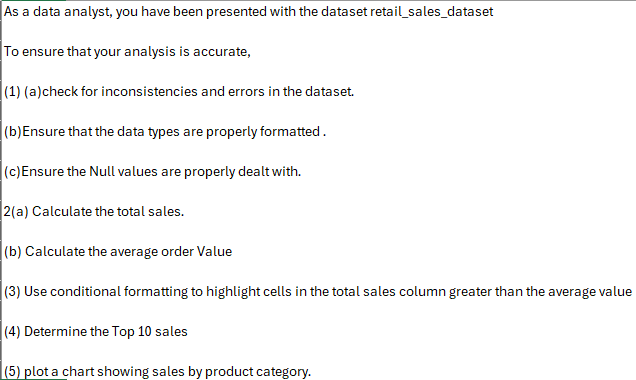 As a data analyst, you have been presented with the dataset retail_sales_dataset
To ensure that your analysis is accurate,
(1) (a)check for inconsistencies and errors in the dataset.
(b)Ensure that the data types are properly formatted .
(c)Ensure the Null values are properly dealt with.
2(a) Calculate the total sales.
(b) Calculate the average order Value
(3) Use conditional formatting to highlight cells in the total sales column greater than the average value
(4) Determine the Top 10 sales
(5) plot a chart showing sales by product category.